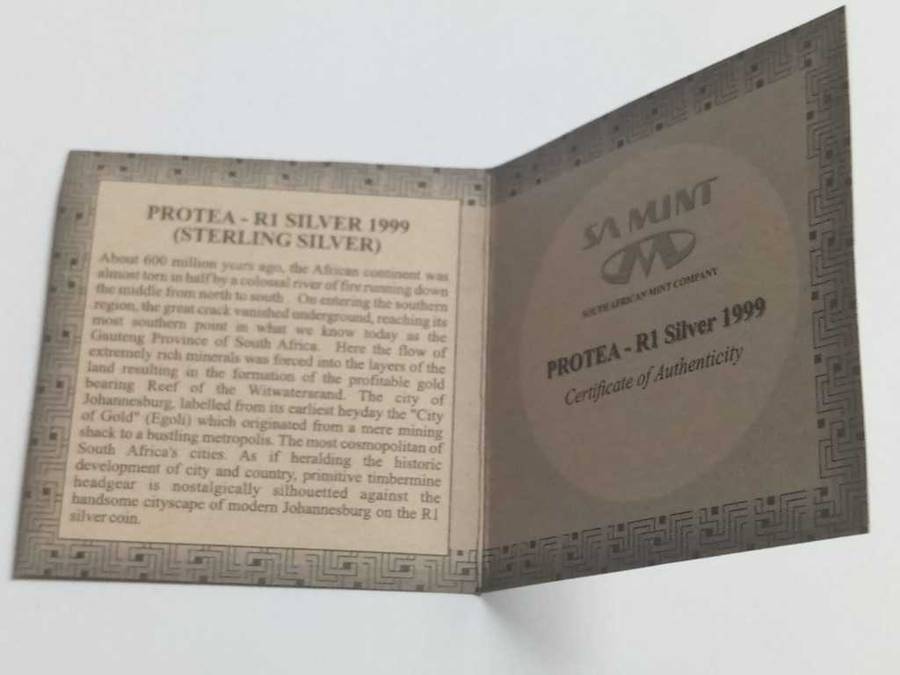 PROTEA - R1 SILVER 1999
(STERLING SILVER)
About 600 million years ago, the African continent was
almost torn in half by a colossal river of fire running down
the middle from north to south. On entering the southern
region, the great crack vanished underground, reaching its
most southern point in what we know today as the
Gauteng Province of South Africa. Here the flow of
extremely rich minerals was forced into the layers of the
land resulting in the formation of the profitable gold
bearing Reef of the Witwatersrand. The city of
Johannesburg, labelled from its earliest heyday the "City
of Gold" (Egoli) which originated from a mere mining
shack to a bustling metropolis. The most cosmopolitan of
South Africa's cities. As if heralding the historic
development of city and country, primitive timbermine
headgear is nostalgically silhouetted against the
handsome cityscape of modern Johannesburg on the R1
silver coin.
SA MINT
SOUTH AFRICAN MINT COMPANY
PROTEA - R1 Silver 1999
Certificate of Authenticity